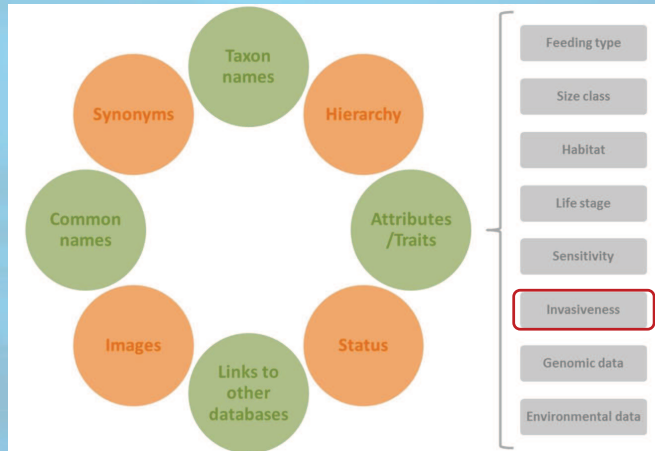 Taxon
names
Synonyms
Hierarchy
Common
names
Attributes
/Traits
Images
Status
Links to
other
databases
Feeding type
Size class
Habitat
Life stage
Sensitivity
Invasiveness
Genomic data
Environmental data